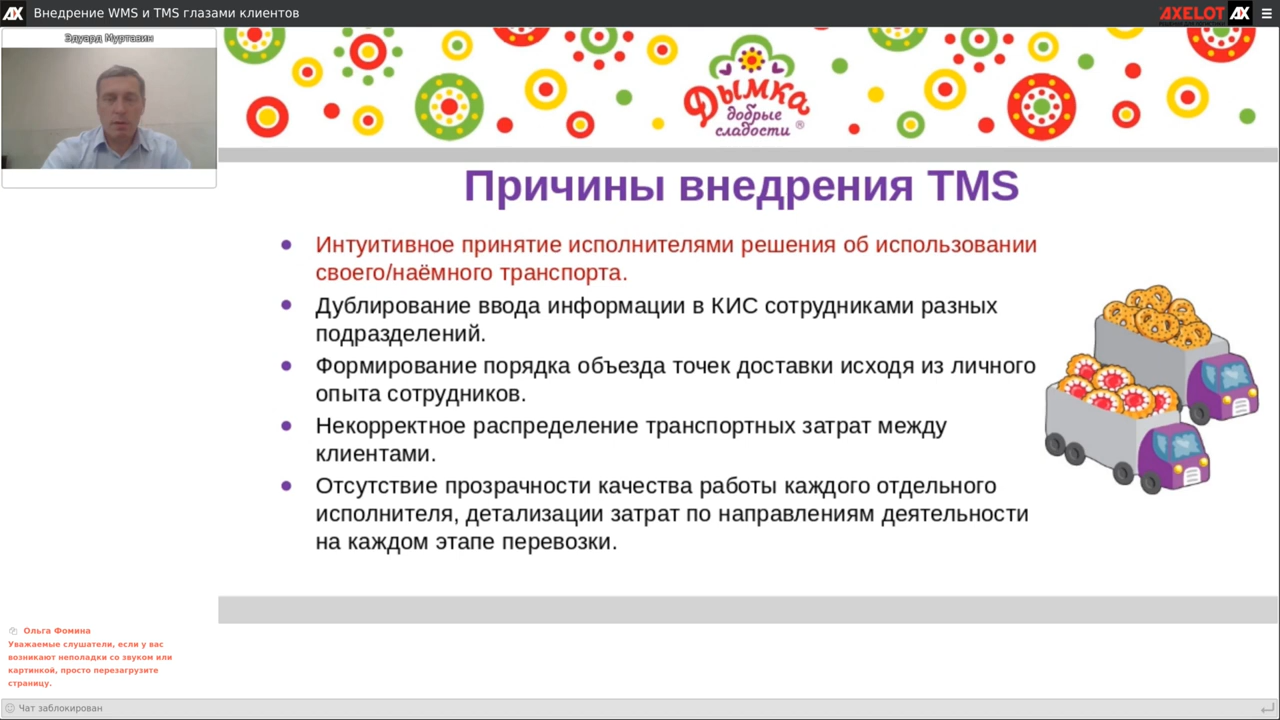 Внедрение WMS и TMS глазами клиентов
AXELOT
Эдуард Муртавин
Дымка
добрые
сладости ®
Причины внедрения TMS
Интуитивное принятие исполнителями решения об использовании
своего/наёмного транспорта.
Дублирование ввода информации в КИС сотрудниками разных
подразделений.
Формирование порядка объезда точек доставки исходя из личного
опыта сотрудников.
Некорректное распределение транспортных затрат между
клиентами.
Отсутствие прозрачности качества работы каждого отдельного
исполнителя, детализации затрат по направлениям деятельности
на каждом этапе перевозки.
Ольга Фомина
Уважаемые слушатели, если у вас
возникают неполадки со звуком или
картинкой, просто перезагрузите
страницу.
Чат заблокирован